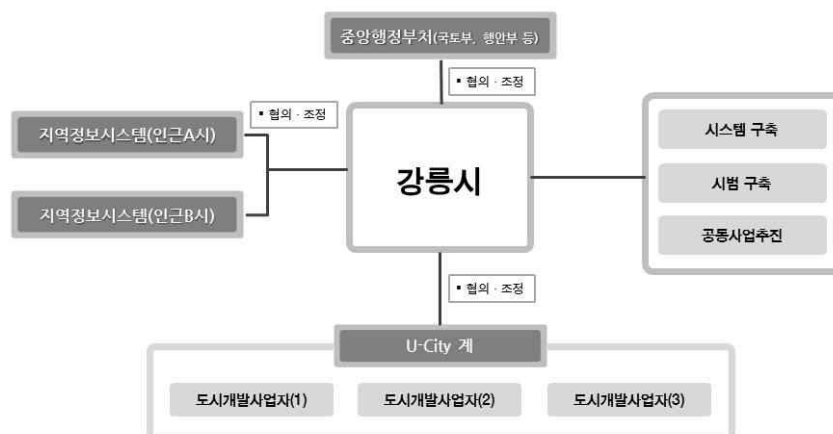 중앙행정부처(국토부, 행안부 등)
▪ 협의 · 조정
▪ 협의 · 조정
지역정보시스템(인근A시)
지역정보시스템(인근B시)
강릉시
시스템 구축
시범 구축
공동사업추진
▪ 협의 · 조정
U-City 계
도시개발사업자(1)
도시개발사업자(2)
도시개발사업자(3)